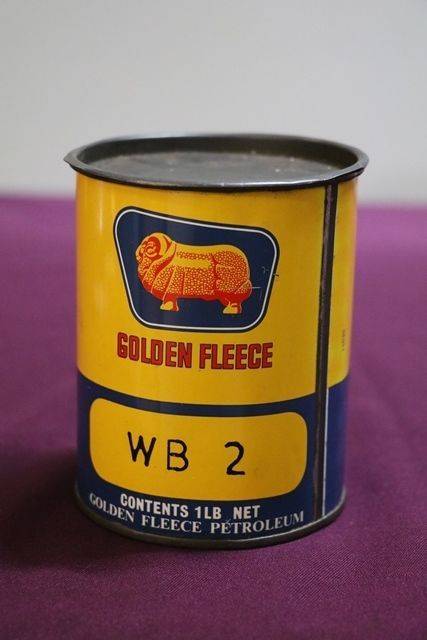 GOLDEN FLEECE
WB 2
CONTENTS 1LB NET
GOLDEN FLEECE PETROLEUM